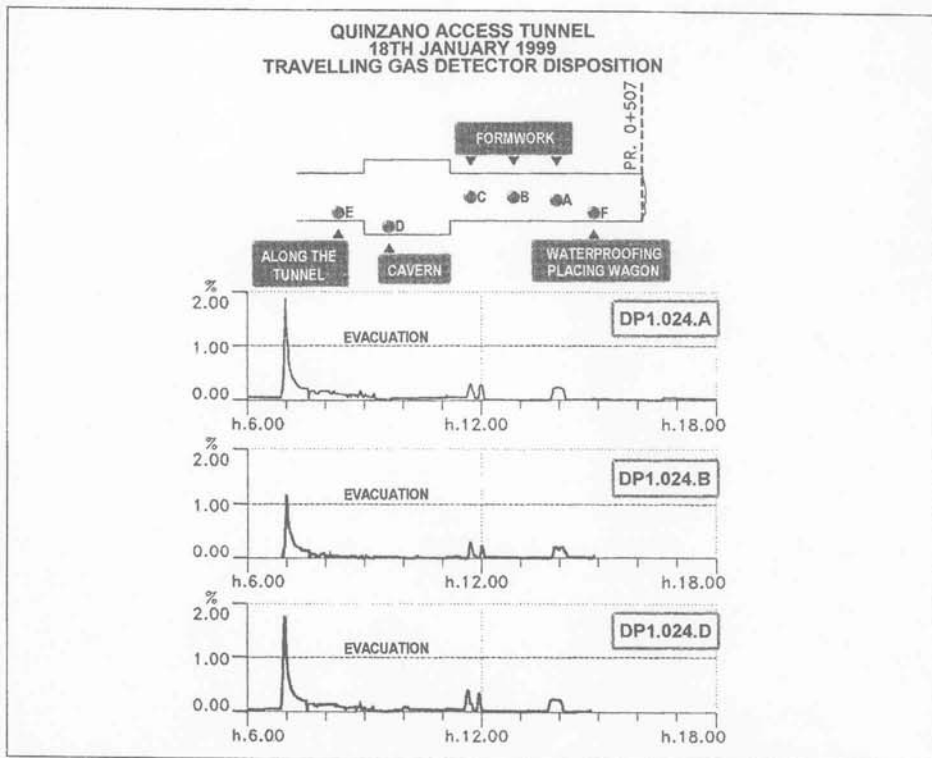 QUINZANO ACCESS TUNNEL
18TH JANUARY 1999
TRAVELLING GAS DETECTOR DISPOSITION
PR. 0+507
FORMWORK
C
B
A
E
D
F
ALONG THE
TUNNEL
CAVERN
WATERPROOFING
PLACING WAGON
%
2.00
1.00
0.00
EVACUATION
DP1.024.A
h.6.00
h.12.00
h.18.00
%
2.00
1.00
0.00
EVACUATION
DP1.024.B
h.6.00
h.12.00
h.18.00
%
2.00
1.00
0.00
EVACUATION
DP1.024.D
h.6.00
h.12.00
h.18.00